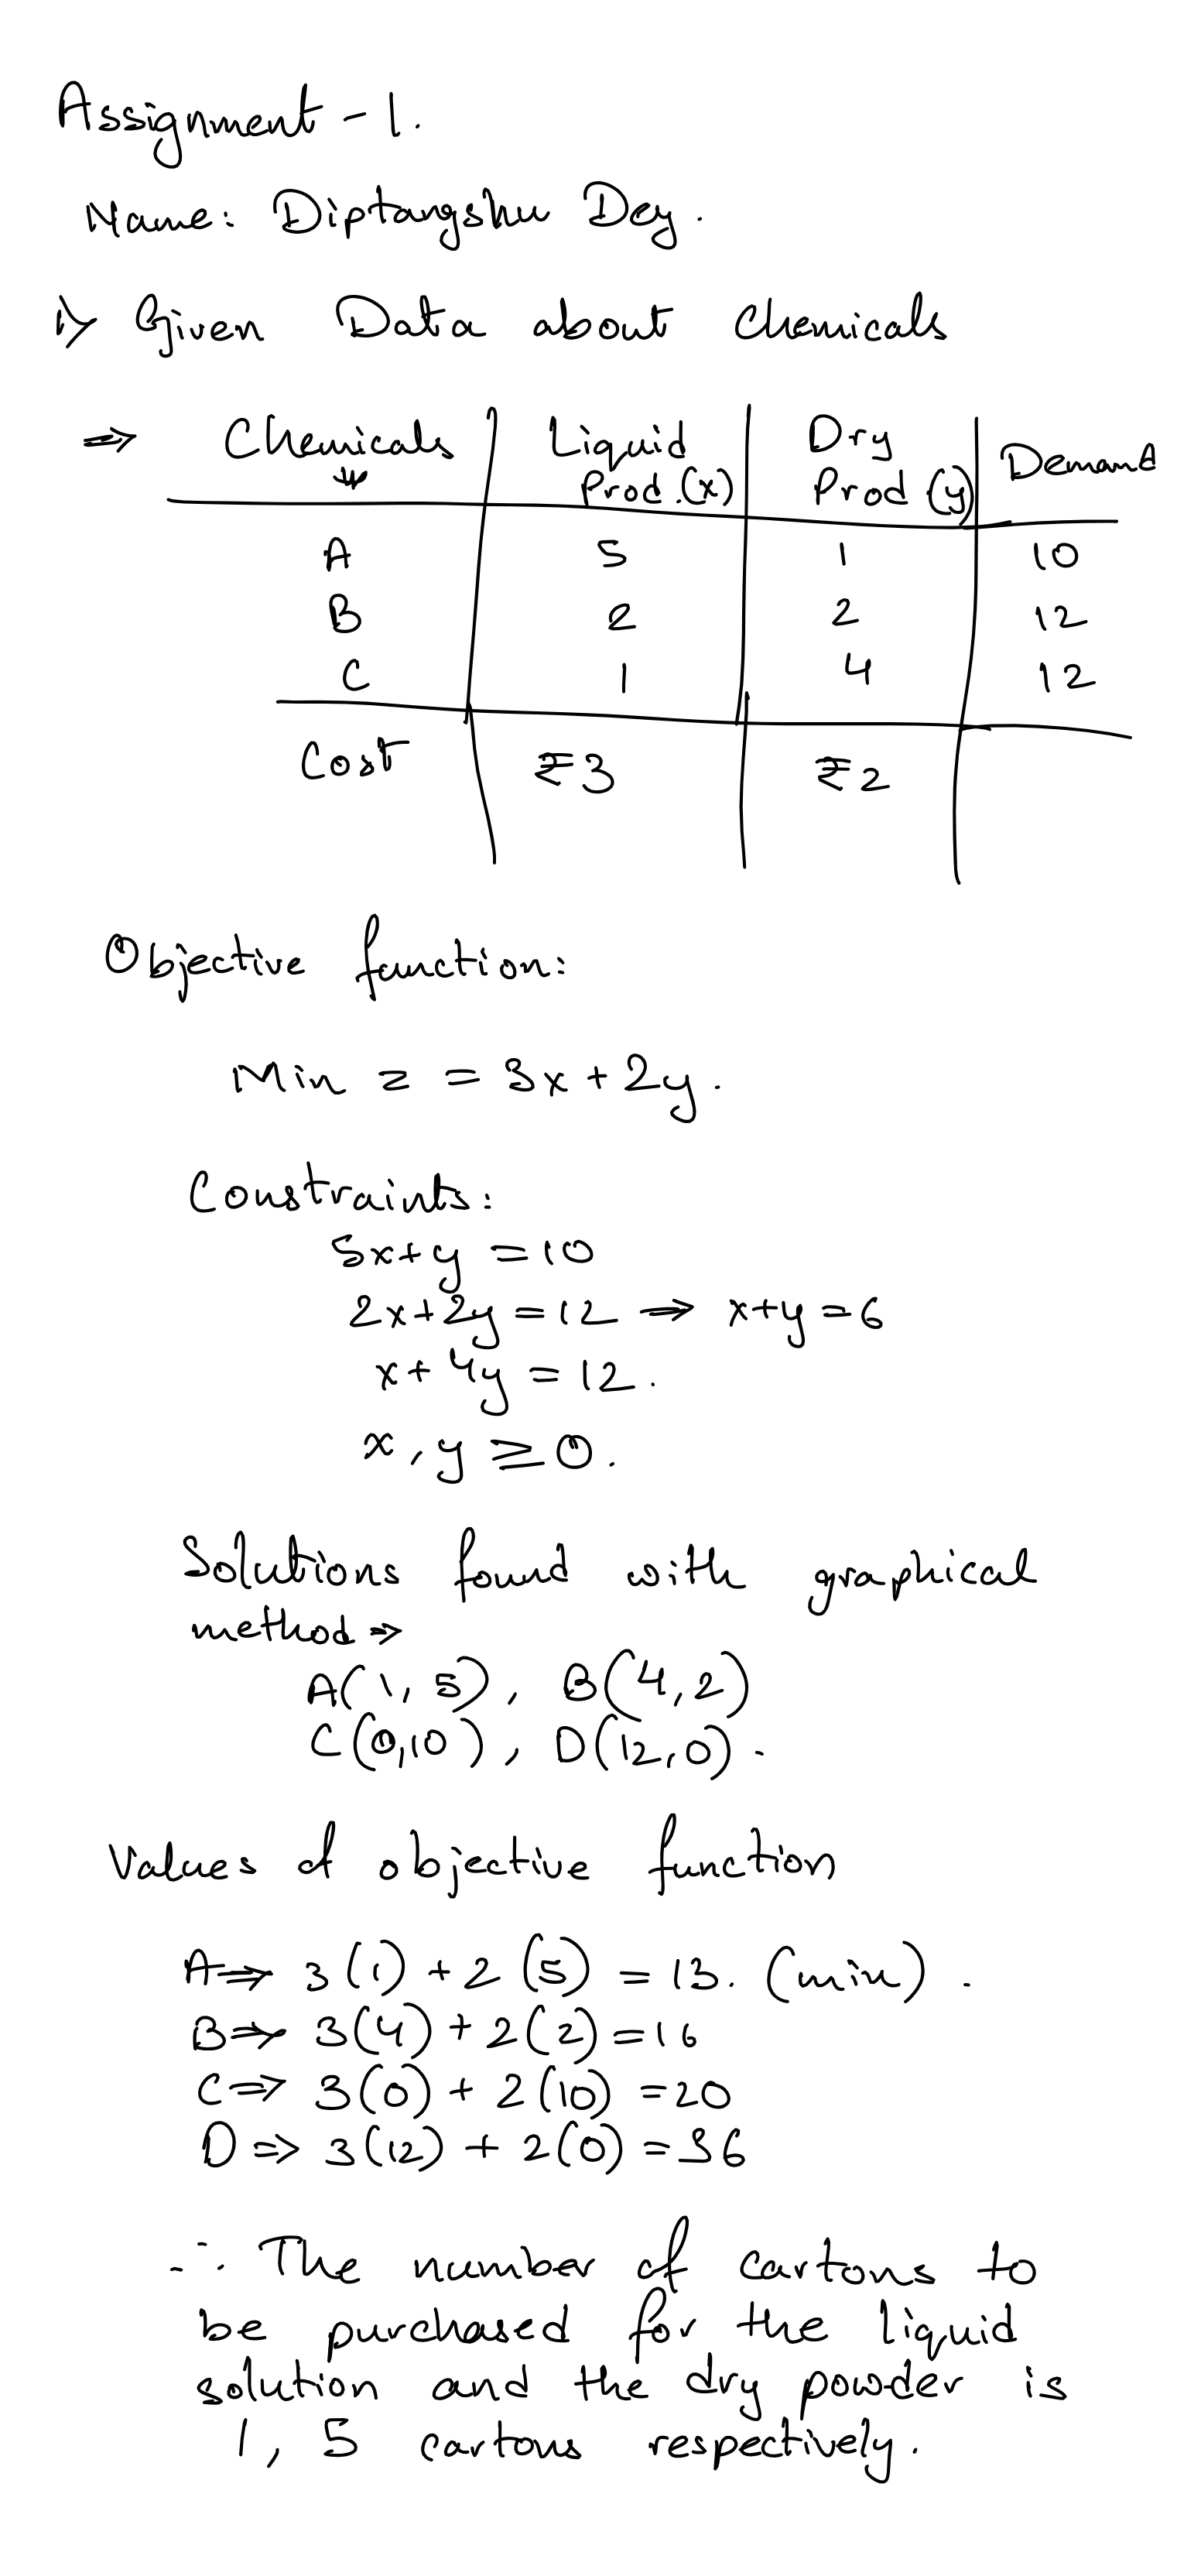 Assignment - 1.
Name: Diptangshu Dey.
1> Given Data about Chemicals
⇒ Chemicals ↓ Liquid Prod.(x) Dry Prod (y) Demand
A 5 1 10
B 2 2 12
C 1 4 12
Cost ₹3 ₹2
Objective function:
Min z = 3x + 2y.
Constraints:
5x+y = 10
2x+2y = 12 → x+y = 6
x + 4y = 12.
x, y ≥ 0.
Solutions found with graphical
method ⇒
A(1, 5), B(4, 2)
C(0,10), D(12, 0).
Values of objective function
A ⇒ 3(1) + 2(5) = 13. (min).
B ⇒ 3(4) + 2(2) = 16
C ⇒ 3(0) + 2(10) = 20
D ⇒ 3(12) + 2(0) = 36
∴ The number of cartons to
be purchased for the liquid
solution and the dry powder is
1, 5 cartons respectively.